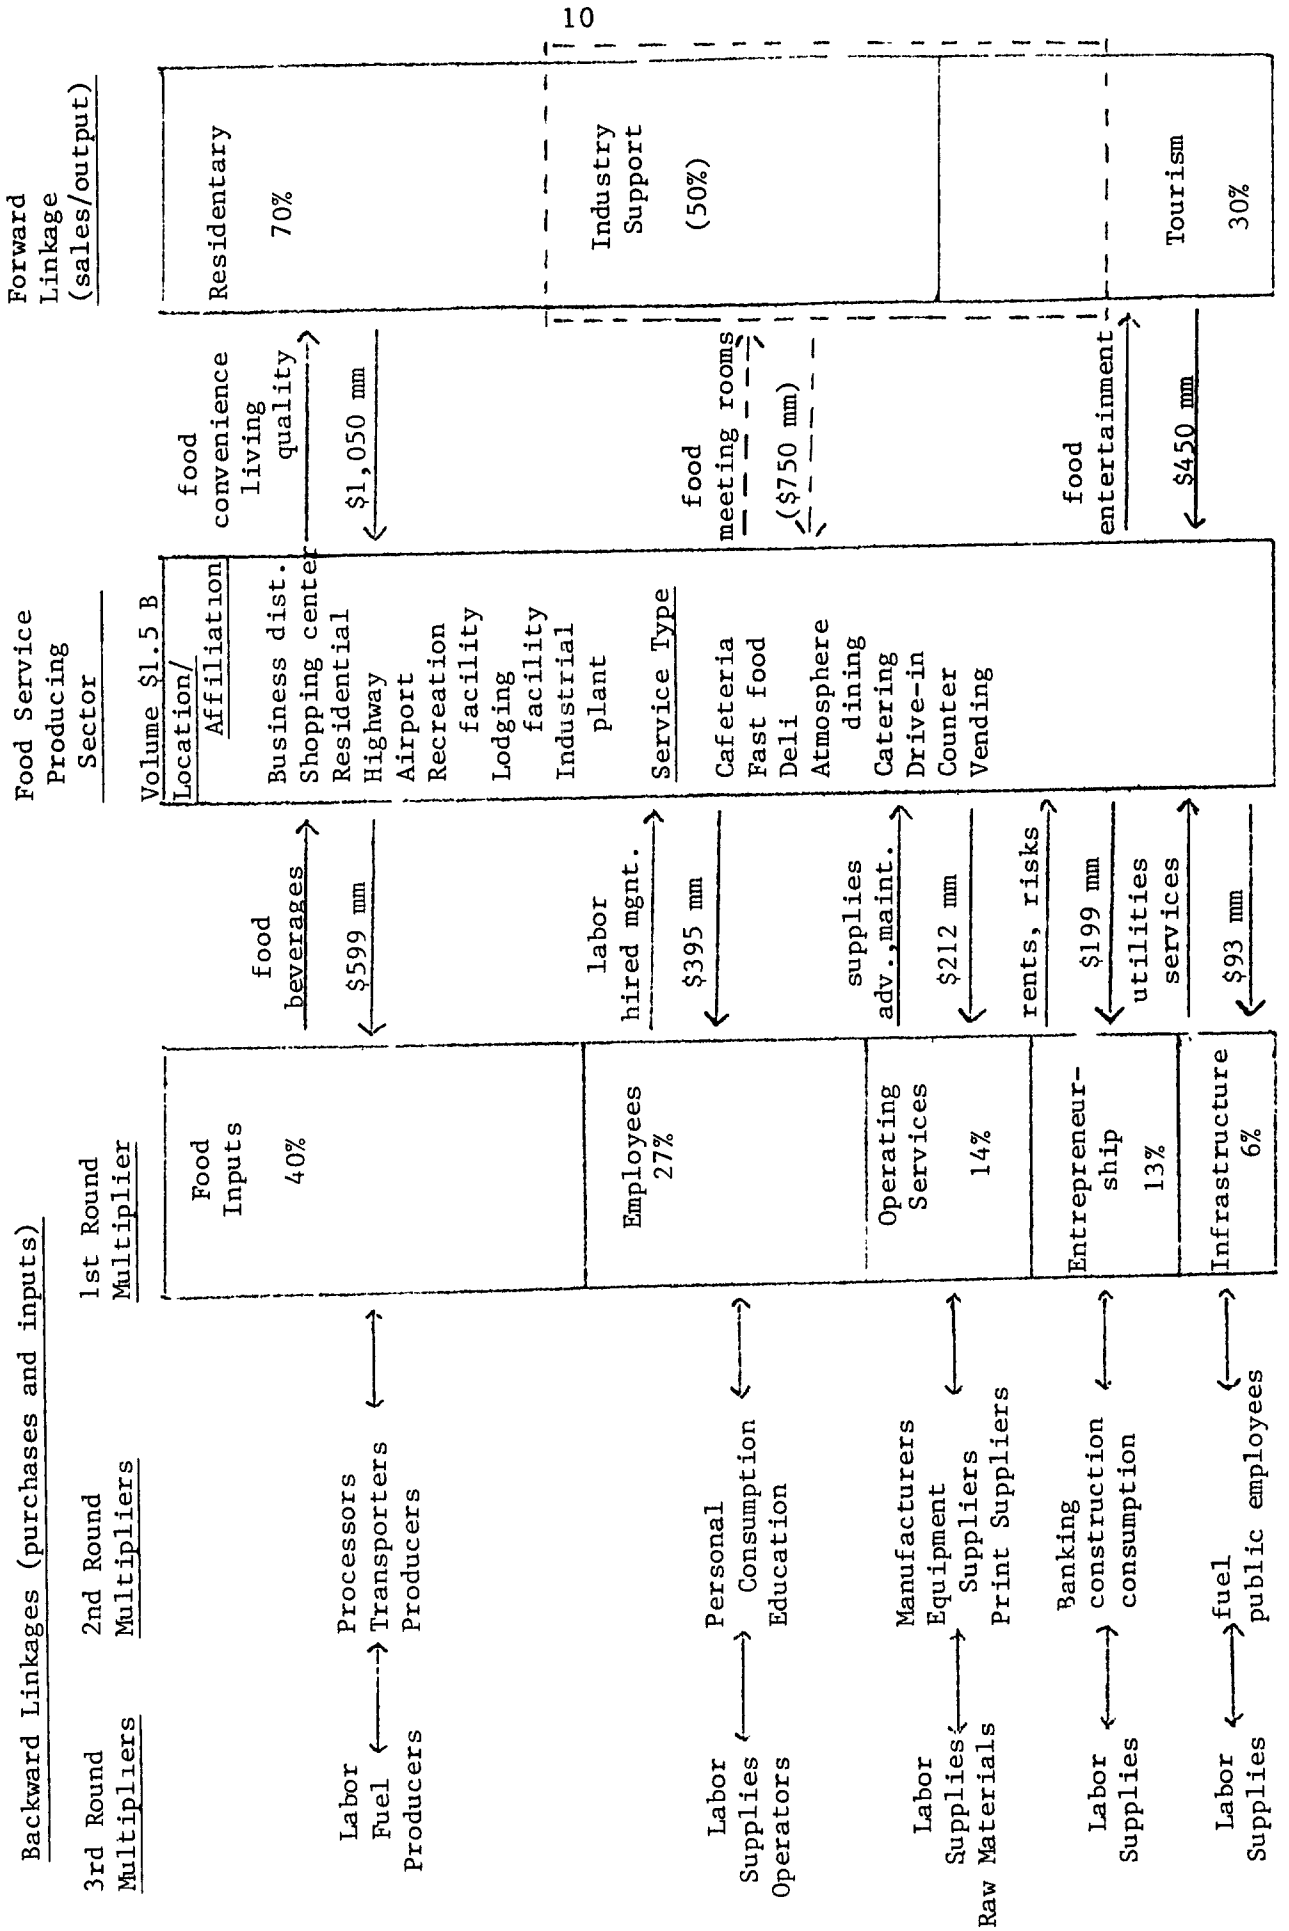 10
Backward Linkages (purchases and inputs)
3rd Round
Multipliers
2nd Round
Multipliers
1st Round
Multiplier
Food Service
Producing
Sector
Forward
Linkage
(sales/output)
Labor
Fuel
Producers
Processors
Transporters
Producers
Food
Inputs
40%
food
beverages
$599 mm
Volume $1.5 B
Location/
Affiliation
Business dist.
Shopping center
Residential
Highway
Airport
Recreation
facility
Lodging
facility
Industrial
plant
Service Type
Cafeteria
Fast food
Deli
Atmosphere
dining
Catering
Drive-in
Counter
Vending
food
convenience
living
quality
$1,050 mm
Residentary
70%
Labor
Supplies
Operators
Personal
Consumption
Education
Employees
27%
labor
hired mgnt.
$395 mm
food
meeting rooms
($750 mm)
Industry
Support
(50%)
Labor
Supplies
Raw Materials
Manufacturers
Equipment
Suppliers
Print Suppliers
Operating
Services
14%
supplies
adv.,maint.
$212 mm
Labor
Supplies
Banking
construction
consumption
Entrepreneur-
ship
13%
rents, risks
$199 mm
food
entertainment
$450 mm
Tourism
30%
Labor
Supplies
fuel
public employees
Infrastructure
6%
utilities
services
$93 mm